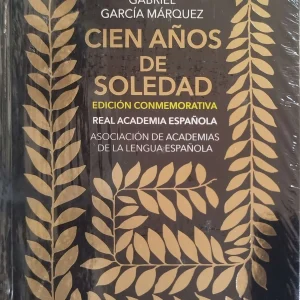 GABRIEL
GARCÍA MÁRQUEZ
CIEN AÑOS
DE
SOLEDAD
EDICIÓN CONMEMORATIVA
REAL ACADEMIA ESPAÑOLA
ASOCIACIÓN DE ACADEMIAS
DE LA LENGUA ESPAÑOLA